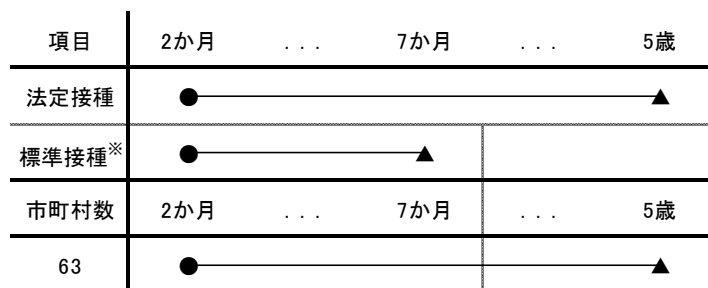 項目 2か月 ... 7か月 ... 5歳
法定接種
標準接種※
市町村数 2か月 ... 7か月 ... 5歳
63